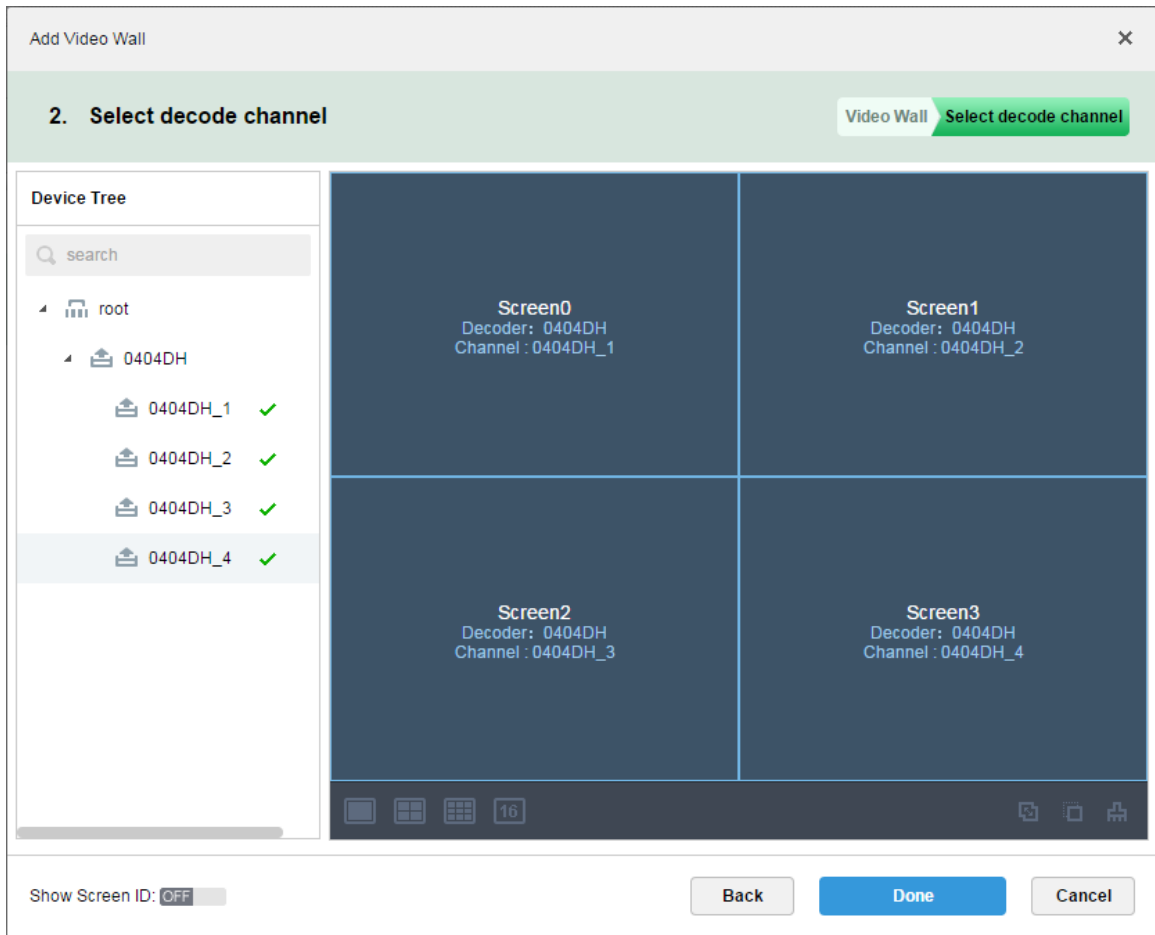 Add Video Wall
2. Select decode channel
Video Wall
Select decode channel
Device Tree
search
root
0404DH
0404DH_1
0404DH_2
0404DH_3
0404DH_4
Screen0
Decoder: 0404DH
Channel : 0404DH_1
Screen1
Decoder: 0404DH
Channel : 0404DH_2
Screen2
Decoder: 0404DH
Channel : 0404DH_3
Screen3
Decoder: 0404DH
Channel : 0404DH_4
16
Show Screen ID: OFF
Back
Done
Cancel